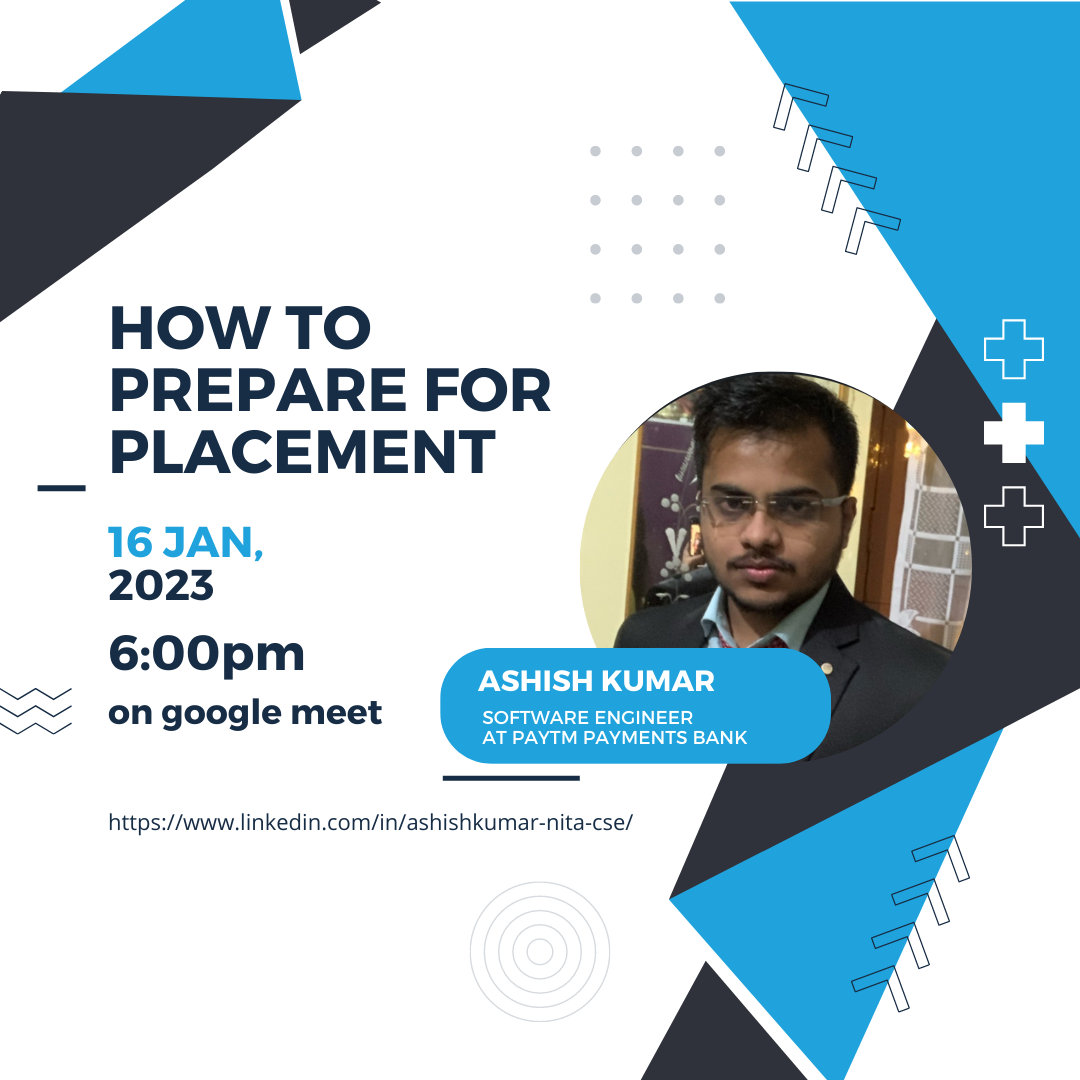 HOW TO
PREPARE FOR
PLACEMENT
16 JAN,
2023
6:00pm
on google meet
ASHISH KUMAR
SOFTWARE ENGINEER
AT PAYTM PAYMENTS BANK
https://www.linkedin.com/in/ashishkumar-nita-cse/